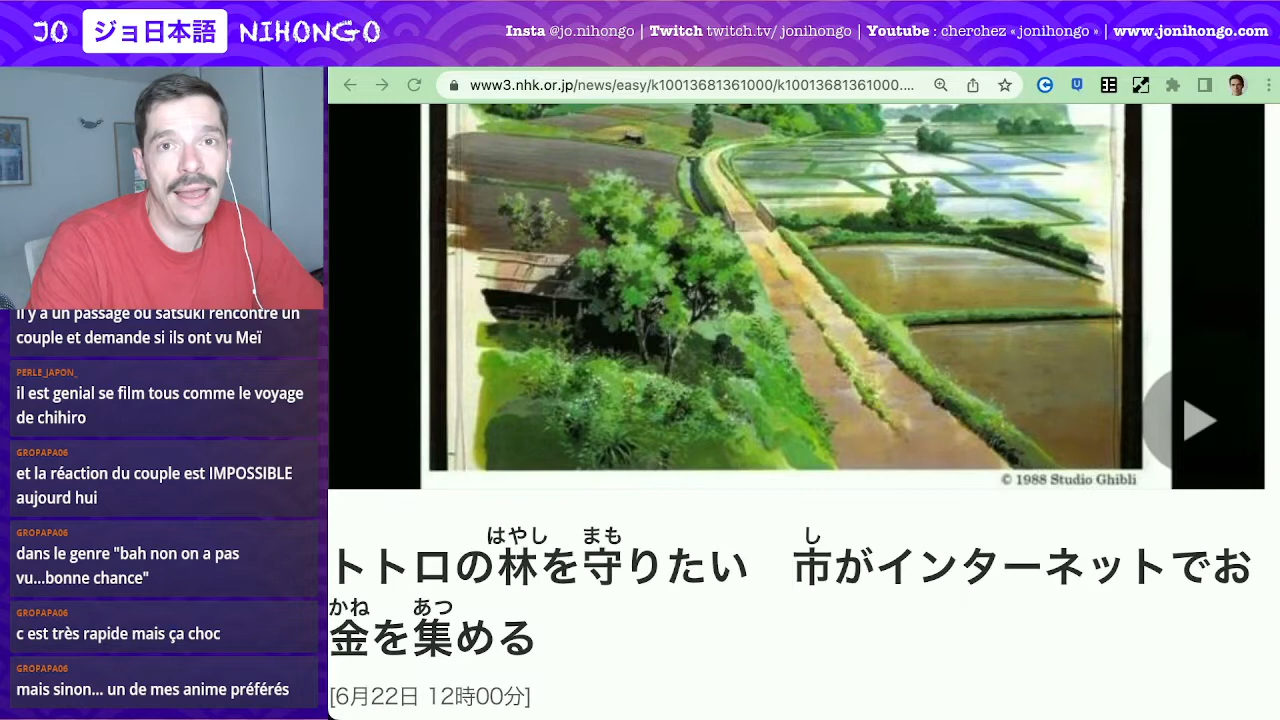 JO ジョ日本語 NIHONGO
Insta @jo.nihongo | Twitch twitch.tv/jonihongo | Youtube : cherchez « jonihongo » | www.jonihongo.com
www3.nhk.or.jp/news/easy/k10013681361000/k10013681361000....
il y a un passage ou satsuki rencontre un
couple et demande si ils ont vu Meï
PERLE_JAPON_
il est genial se film tous comme le voyage
de chihiro
GROPAPA06
et la réaction du couple est IMPOSSIBLE
aujourd hui
GROPAPA06
dans le genre "bah non on a pas
vu...bonne chance"
GROPAPA06
c est très rapide mais ça choc
GROPAPA06
mais sinon... un de mes anime préférés
© 1988 Studio Ghibli
はやし まも し
トトロの林を守りたい　市がインターネットでお
かね あつ
金を集める
[6月22日 12時00分]